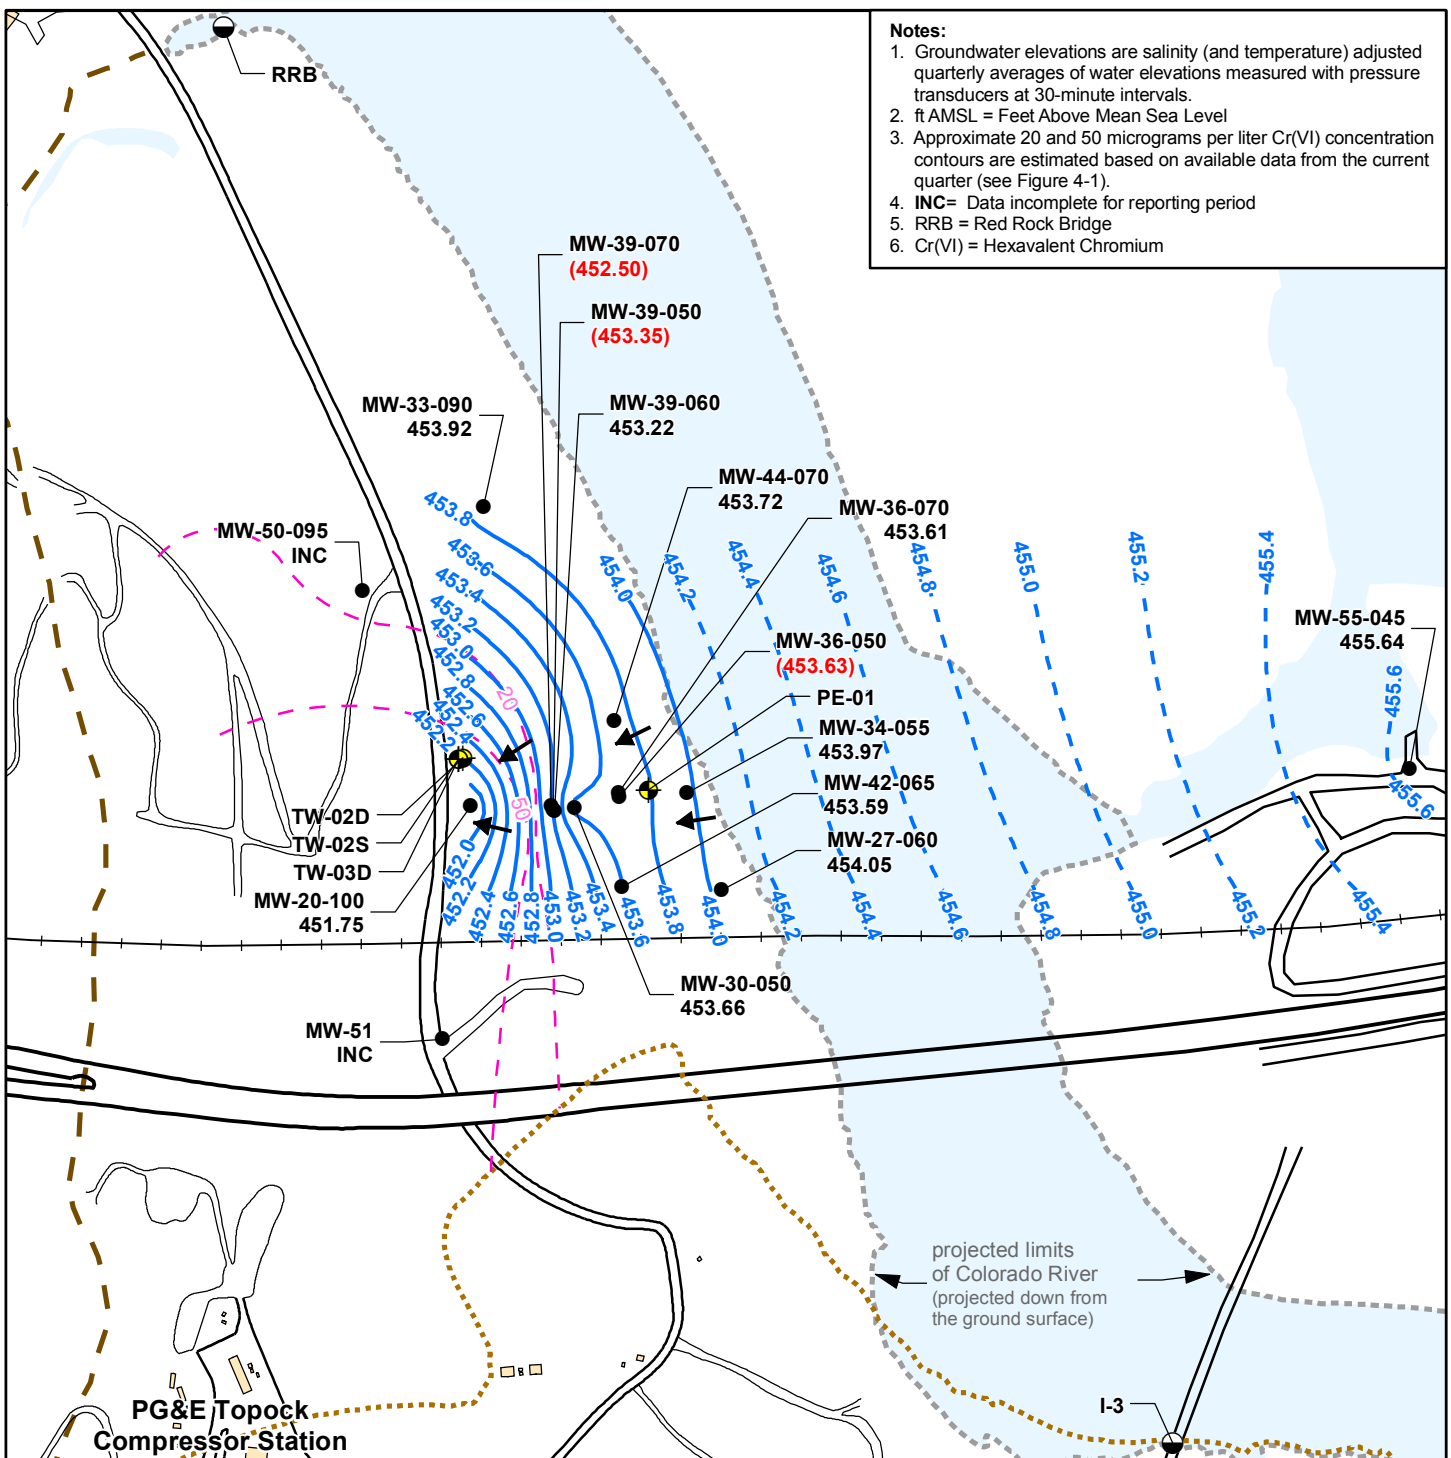 Notes:
1. Groundwater elevations are salinity (and temperature) adjusted
quarterly averages of water elevations measured with pressure
transducers at 30-minute intervals.
2. ft AMSL = Feet Above Mean Sea Level
3. Approximate 20 and 50 micrograms per liter Cr(VI) concentration
contours are estimated based on available data from the current
quarter (see Figure 4-1).
4. INC= Data incomplete for reporting period
5. RRB = Red Rock Bridge
6. Cr(VI) = Hexavalent Chromium
RRB
MW-39-070
(452.50)
MW-39-050
(453.35)
MW-33-090
453.92
MW-39-060
453.22
MW-44-070
453.72
MW-36-070
453.61
MW-50-095
INC
MW-55-045
455.64
MW-36-050
(453.63)
PE-01
MW-34-055
453.97
MW-42-065
453.59
MW-27-060
454.05
TW-02D
TW-02S
TW-03D
MW-20-100
451.75
MW-30-050
453.66
MW-51
INC
453.8
453.6
453.4
453.2
453.0
452.8
452.6
452.4
452.2
454.0
454.2
454.4
454.6
454.8
455.0
455.2
455.4
455.6
455.6
20
50
452.0
452.2
452.4
452.6
452.8
453.0
453.2
453.4
453.6
453.8
454.0
454.2
454.4
454.6
454.8
455.0
455.2
455.4
projected limits
of Colorado River
(projected down from
the ground surface)
I-3
PG&E Topock
Compressor Station